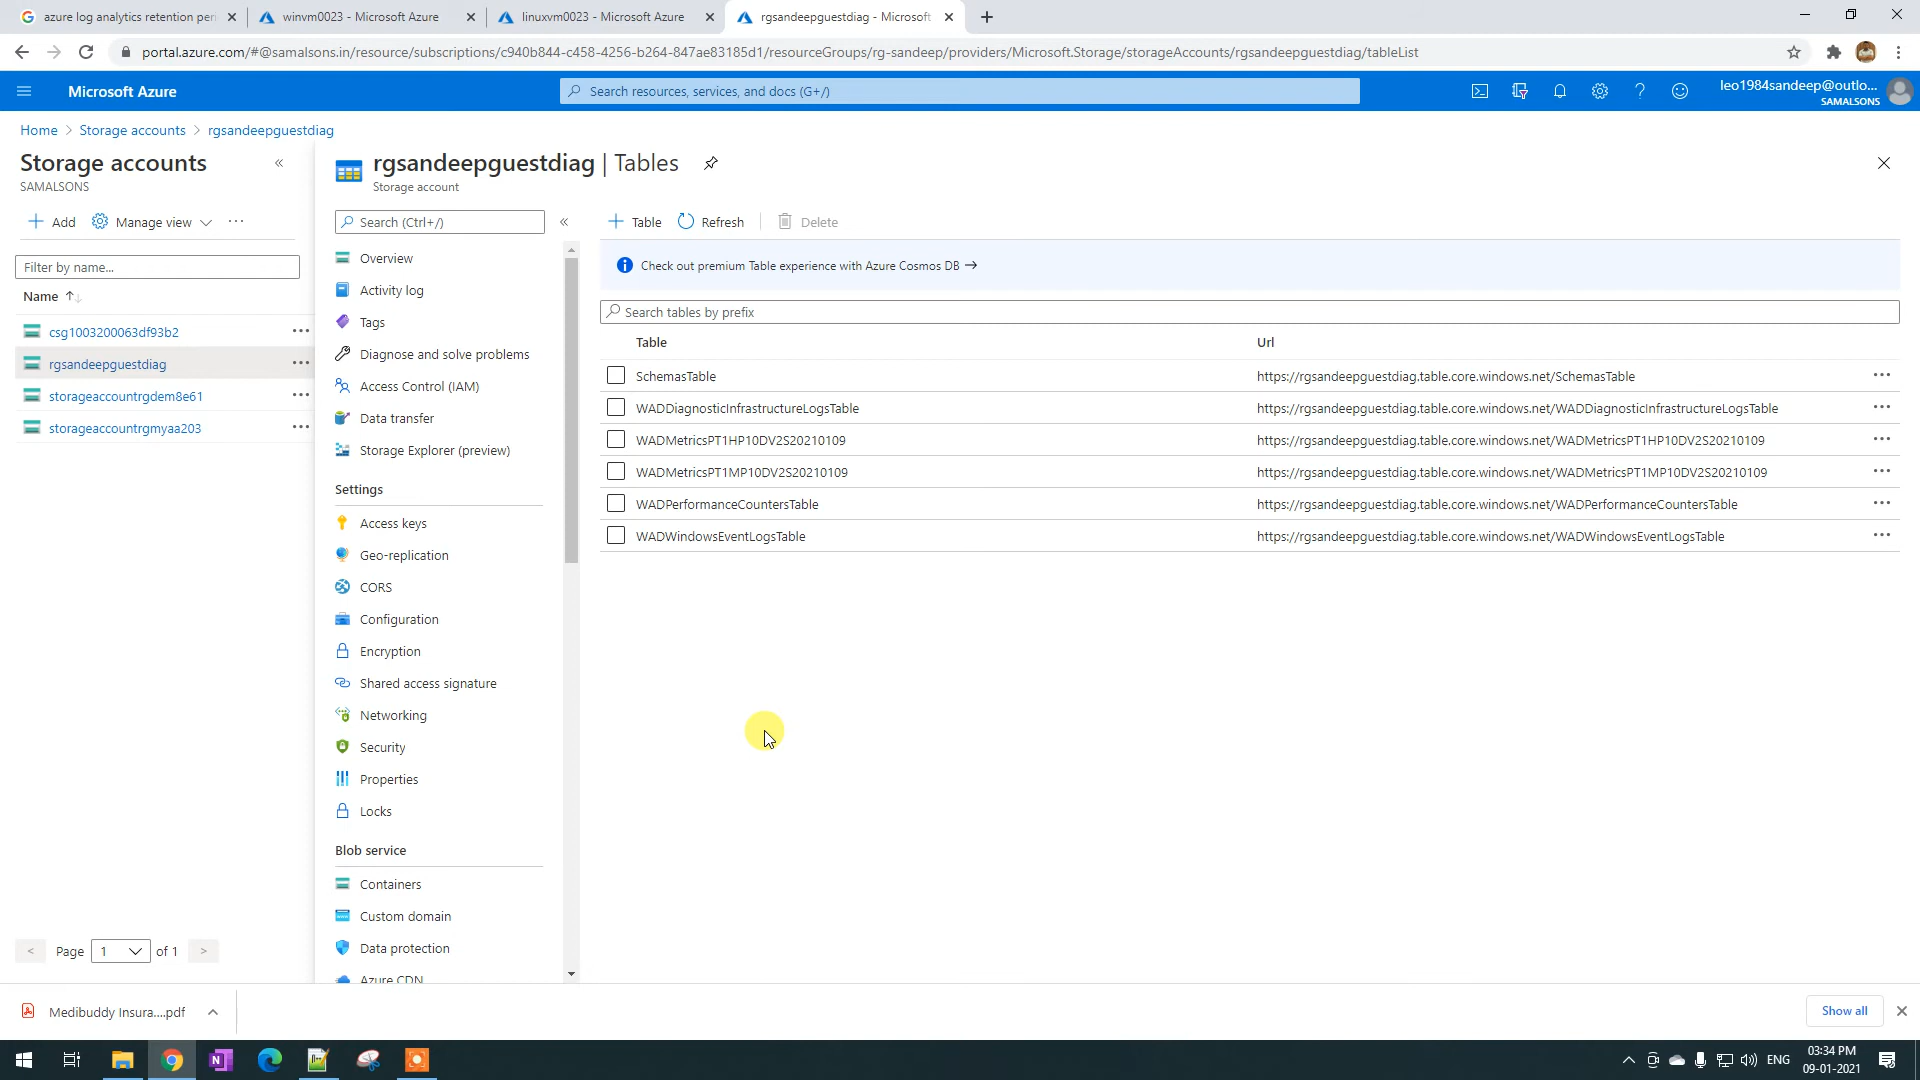 azure log analytics retention peri
winvm0023 - Microsoft Azure
linuxvm0023 - Microsoft Azure
rgsandeepguestdiag - Microsoft
portal.azure.com/#@samalsons.in/resource/subscriptions/c940b844-c458-4256-b264-847ae83185d1/resourceGroups/rg-sandeep/providers/Microsoft.Storage/storageAccounts/rgsandeepguestdiag/tableList
Microsoft Azure
Search resources, services, and docs (G+/)
leo1984sandeep@outlo...
SAMALSONS
Home > Storage accounts > rgsandeepguestdiag
Storage accounts
SAMALSONS
Add
Manage view
Filter by name...
Name
csg1003200063df93b2
rgsandeepguestdiag
storageaccountrgdem8e61
storageaccountrgmyaa203
< Page 1 of 1 >
rgsandeepguestdiag | Tables
Storage account
Search (Ctrl+/)
Overview
Activity log
Tags
Diagnose and solve problems
Access Control (IAM)
Data transfer
Storage Explorer (preview)
Settings
Access keys
Geo-replication
CORS
Configuration
Encryption
Shared access signature
Networking
Security
Properties
Locks
Blob service
Containers
Custom domain
Data protection
Azure CDN
Table
Refresh
Delete
Check out premium Table experience with Azure Cosmos DB →
Search tables by prefix
Table Url
SchemasTable https://rgsandeepguestdiag.table.core.windows.net/SchemasTable
WADDiagnosticInfrastructureLogsTable https://rgsandeepguestdiag.table.core.windows.net/WADDiagnosticInfrastructureLogsTable
WADMetricsPT1HP10DV2S20210109 https://rgsandeepguestdiag.table.core.windows.net/WADMetricsPT1HP10DV2S20210109
WADMetricsPT1MP10DV2S20210109 https://rgsandeepguestdiag.table.core.windows.net/WADMetricsPT1MP10DV2S20210109
WADPerformanceCountersTable https://rgsandeepguestdiag.table.core.windows.net/WADPerformanceCountersTable
WADWindowsEventLogsTable https://rgsandeepguestdiag.table.core.windows.net/WADWindowsEventLogsTable
Medibuddy Insura....pdf
Show all
ENG
03:34 PM
09-01-2021